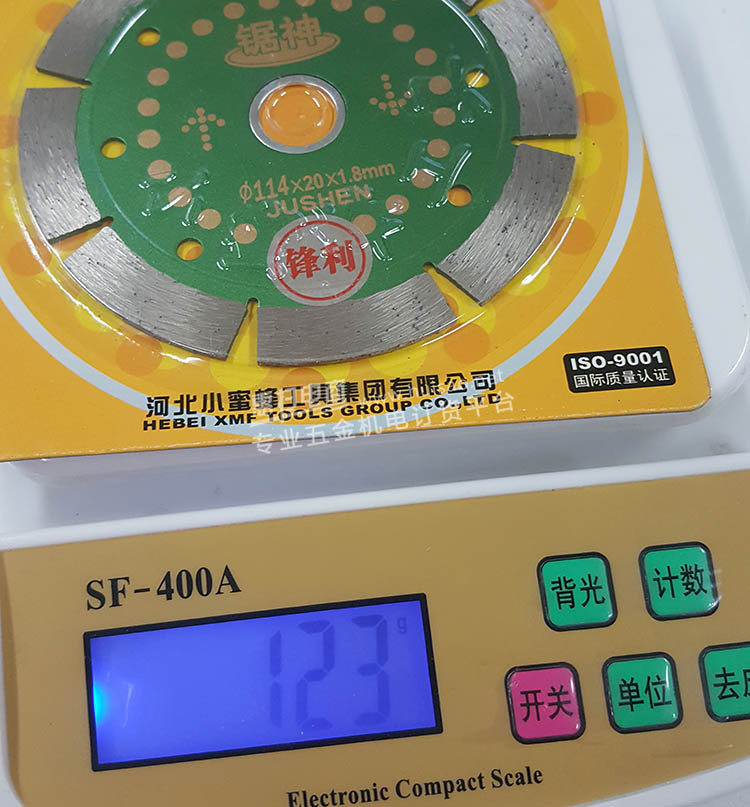 锯神
Φ114×20×1.8mm
JUSHEN
锋利
ISO-9001
国际质量认证
河北小蜜蜂工具集团有限公司
HEBEI XMF TOOLS GROUP CO.,LTD
专业五金机电订货平台
SF-400A
背光
计数
123 g
开关
单位
去
Electronic Compact Scale